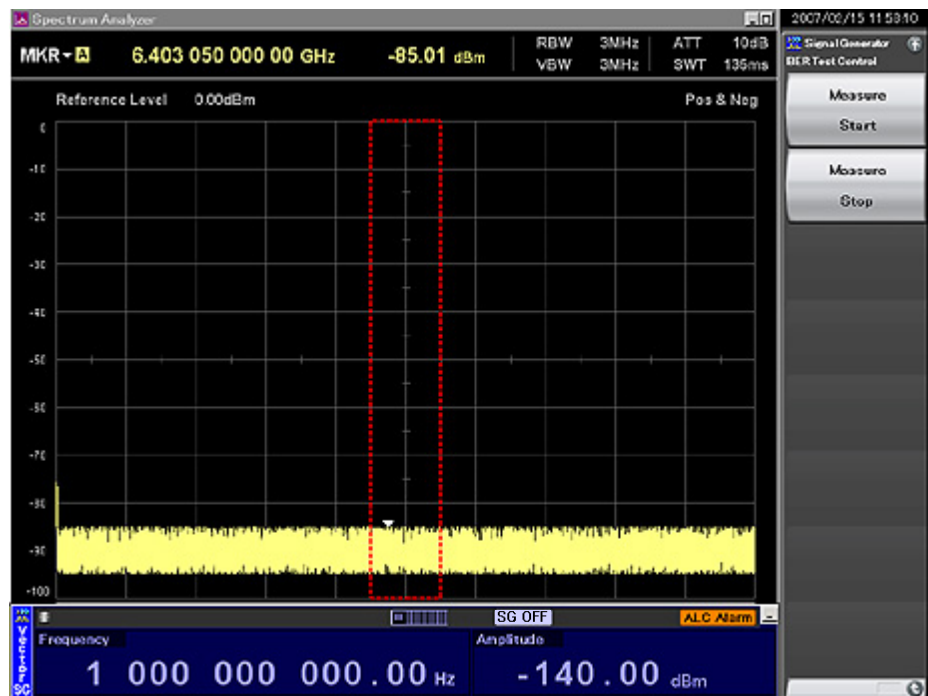 Spectrum Analyzer
2007/02/15 11:58:10
MKR-A 6.403 050 000 00 GHz -85.01 dBm
RBW 3MHz ATT 10dB
VBW 3MHz SWT 135ms
Signal Generator
BER Test Control
Reference Level 0.00dBm Pos & Neg
Measure
Start
Measure
Stop
0
-10
-20
-30
-40
-50
-60
-70
-80
-90
-100
SG OFF ALC Alarm
Vector SG
Frequency Amplitude
1 000 000 000.00 Hz -140.00 dBm